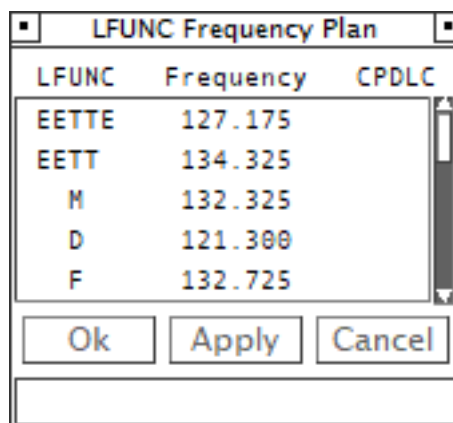 LFUNC Frequency Plan
LFUNC Frequency CPDLC
EETTE 127.175
EETT 134.325
M 132.325
D 121.300
F 132.725
Ok Apply Cancel